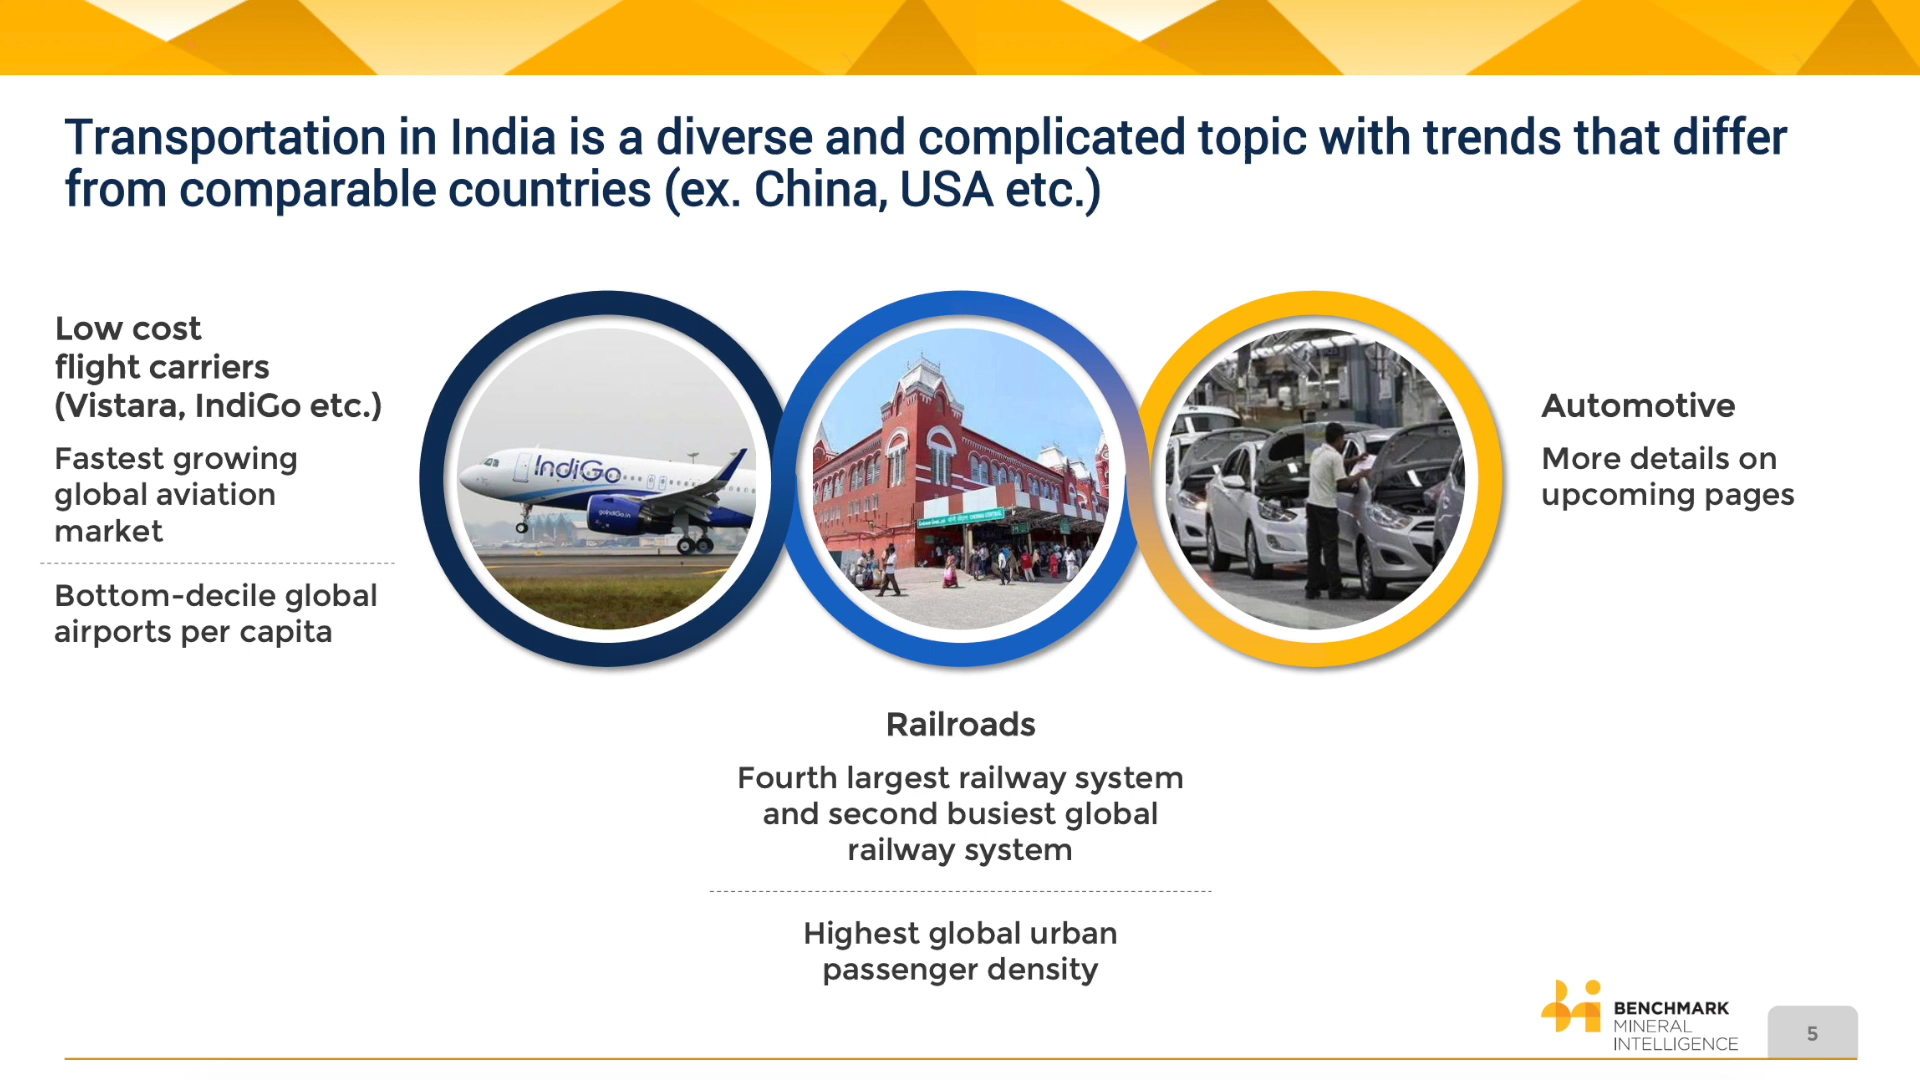 Transportation in India is a diverse and complicated topic with trends that differ
from comparable countries (ex. China, USA etc.)
Low cost
flight carriers
(Vistara, IndiGo etc.)
Fastest growing
global aviation
market
Bottom-decile global
airports per capita
IndiGo
goIndiGo.in
Automotive
More details on
upcoming pages
Railroads
Fourth largest railway system
and second busiest global
railway system
Highest global urban
passenger density
BENCHMARK
MINERAL
INTELLIGENCE
5